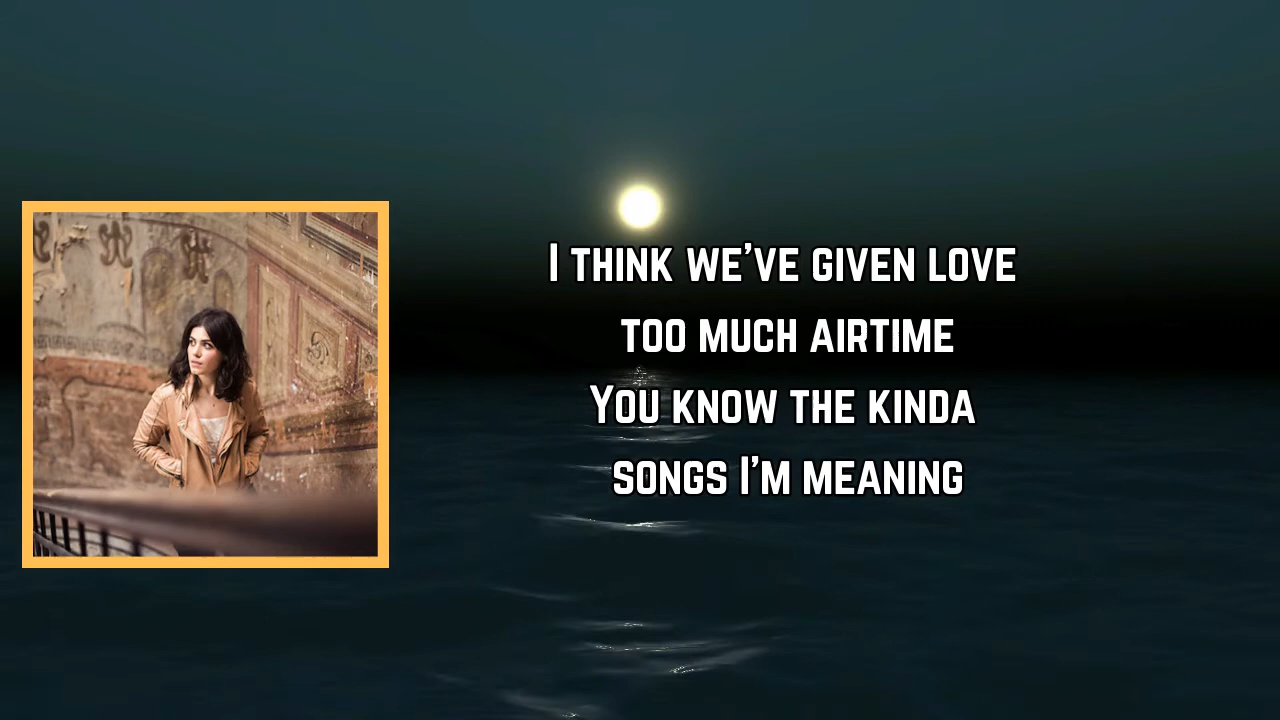 I think we've given love
too much airtime
You know the kinda
songs I'm meaning